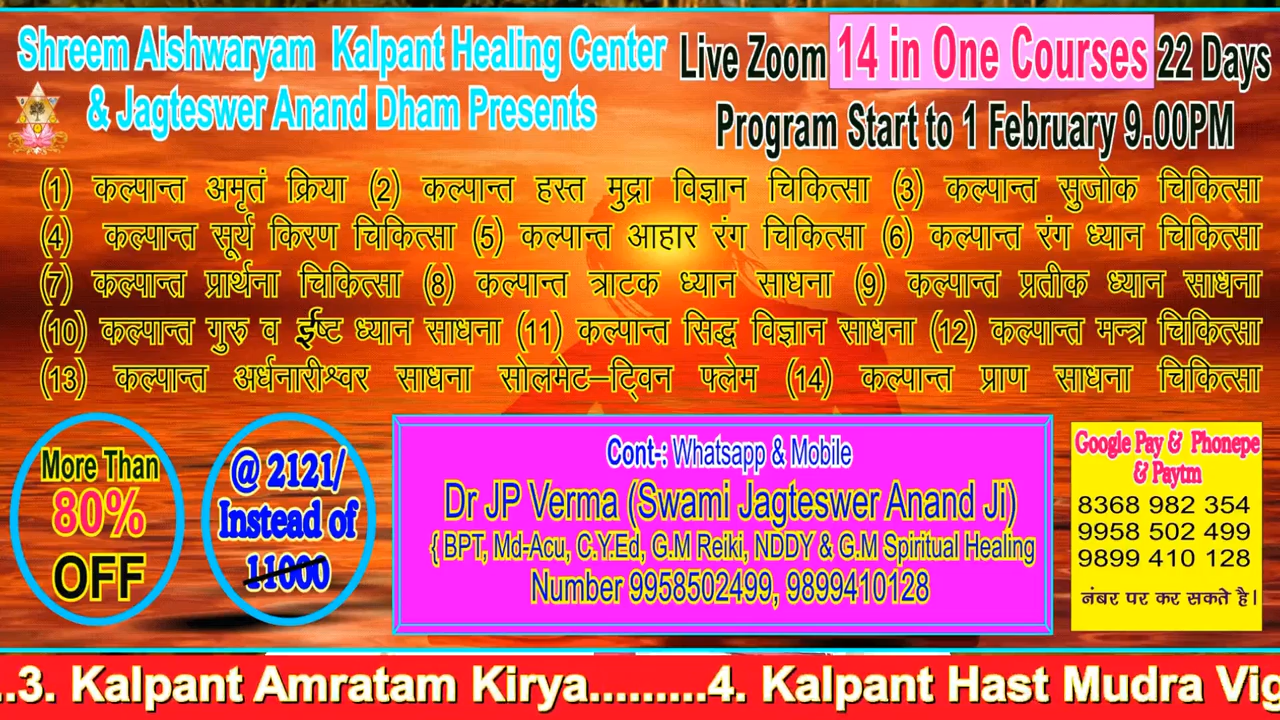 Shreem Aishwaryam Kalpant Healing Center
& Jagteswer Anand Dham Presents
Live Zoom 14 in One Courses 22 Days
Program Start to 1 February 9.00PM
(1) कल्पान्त अमृतं क्रिया (2) कल्पान्त हस्त मुद्रा विज्ञान चिकित्सा (3) कल्पान्त सुजोक चिकित्सा
(4) कल्पान्त सूर्य किरण चिकित्सा (5) कल्पान्त आहार रंग चिकित्सा (6) कल्पान्त रंग ध्यान चिकित्सा
(7) कल्पान्त प्रार्थना चिकित्सा (8) कल्पान्त त्राटक ध्यान साधना (9) कल्पान्त प्रतीक ध्यान साधना
(10) कल्पान्त गुरु व ईष्ट ध्यान साधना (11) कल्पान्त सिद्ध विज्ञान साधना (12) कल्पान्त मन्त्र चिकित्सा
(13) कल्पान्त अर्धनारीश्वर साधना सोलमेट–ट्विन फ्लेम (14) कल्पान्त प्राण साधना चिकित्सा
More Than
80%
OFF
@ 2121/
Instead of
11000
Cont-: Whatsapp & Mobile
Dr JP Verma (Swami Jagteswer Anand Ji)
{ BPT, Md-Acu, C.Y.Ed, G.M Reiki, NDDY & G.M Spiritual Healing
Number 9958502499, 9899410128
Google Pay & Phonepe
& Paytm
8368 982 354
9958 502 499
9899 410 128
नंबर पर कर सकते है।
..3. Kalpant Amratam Kirya.........4. Kalpant Hast Mudra Vig